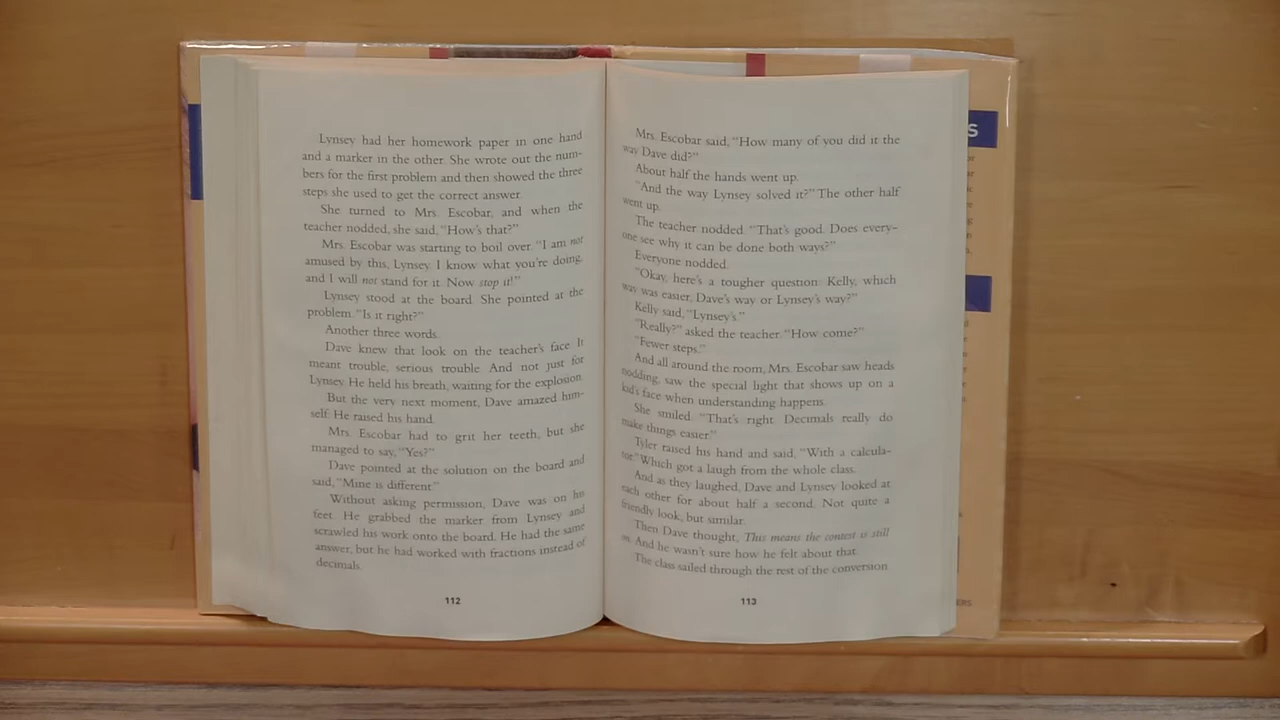 Lynsey had her homework paper in one hand
and a marker in the other. She wrote out the num-
bers for the first problem and then showed the three
steps she used to get the correct answer.
She turned to Mrs. Escobar, and when the
teacher nodded, she said, “How's that?”
Mrs. Escobar was starting to boil over. “I am not
amused by this, Lynsey. I know what you're doing,
and I will not stand for it. Now stop it!”
Lynsey stood at the board. She pointed at the
problem. “Is it right?”
Another three words.
Dave knew that look on the teacher's face. It
meant trouble, serious trouble. And not just for
Lynsey. He held his breath, waiting for the explosion.
But the very next moment, Dave amazed him-
self. He raised his hand.
Mrs. Escobar had to grit her teeth, but she
managed to say, “Yes?”
Dave pointed at the solution on the board and
said, “Mine is different.”
Without asking permission, Dave was on his
feet. He grabbed the marker from Lynsey and
scrawled his work onto the board. He had the same
answer, but he had worked with fractions instead of
decimals.
112
Mrs. Escobar said, “How many of you did it the
way Dave did?”
About half the hands went up.
“And the way Lynsey solved it?” The other half
went up.
The teacher nodded. “That's good. Does every-
one see why it can be done both ways?”
Everyone nodded.
“Okay, here's a tougher question: Kelly, which
way was easier, Dave's way or Lynsey's way?”
Kelly said, “Lynsey's.”
“Really?” asked the teacher. “How come?”
“Fewer steps.”
And all around the room, Mrs. Escobar saw heads
nodding, saw the special light that shows up on a
kid's face when understanding happens.
She smiled. “That's right. Decimals really do
make things easier.”
Tyler raised his hand and said, “With a calcula-
tor.” Which got a laugh from the whole class.
And as they laughed, Dave and Lynsey looked at
each other for about half a second. Not quite a
friendly look, but similar.
Then Dave thought, This means the contest is still
on. And he wasn't sure how he felt about that.
The class sailed through the rest of the conversion
113
S
ERS